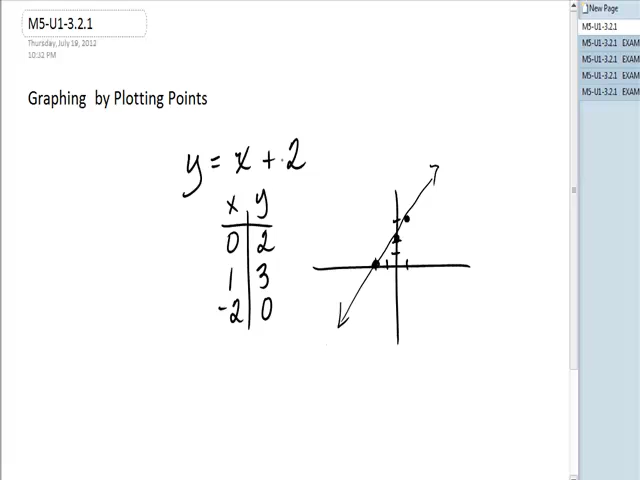 M5-U1-3.2.1
Thursday, July 19, 2012
10:32 PM
Graphing by Plotting Points
y = x + 2
x y
0 2
1 3
-2 0
New Page
M5-U1-3.2.1
M5-U1-3.2.1 EXAM
M5-U1-3.2.1 EXAM
M5-U1-3.2.1 EXAM
M5-U1-3.2.1 EXAM